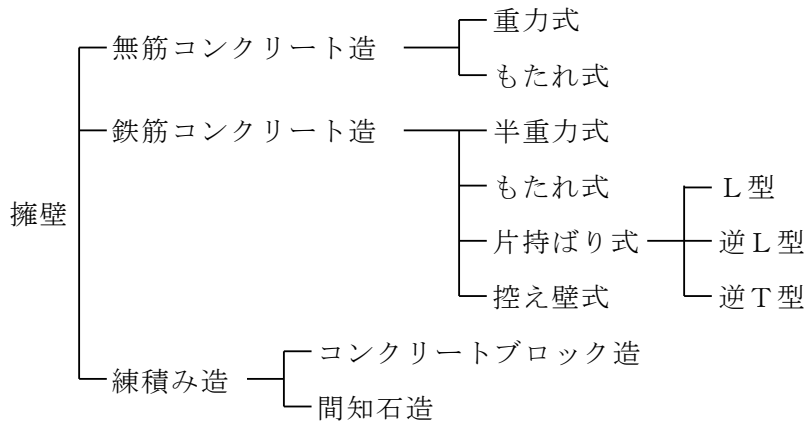 擁壁
無筋コンクリート造
重力式
もたれ式
鉄筋コンクリート造
半重力式
もたれ式
片持ばり式
Ｌ型
逆Ｌ型
逆Ｔ型
控え壁式
練積み造
コンクリートブロック造
間知石造